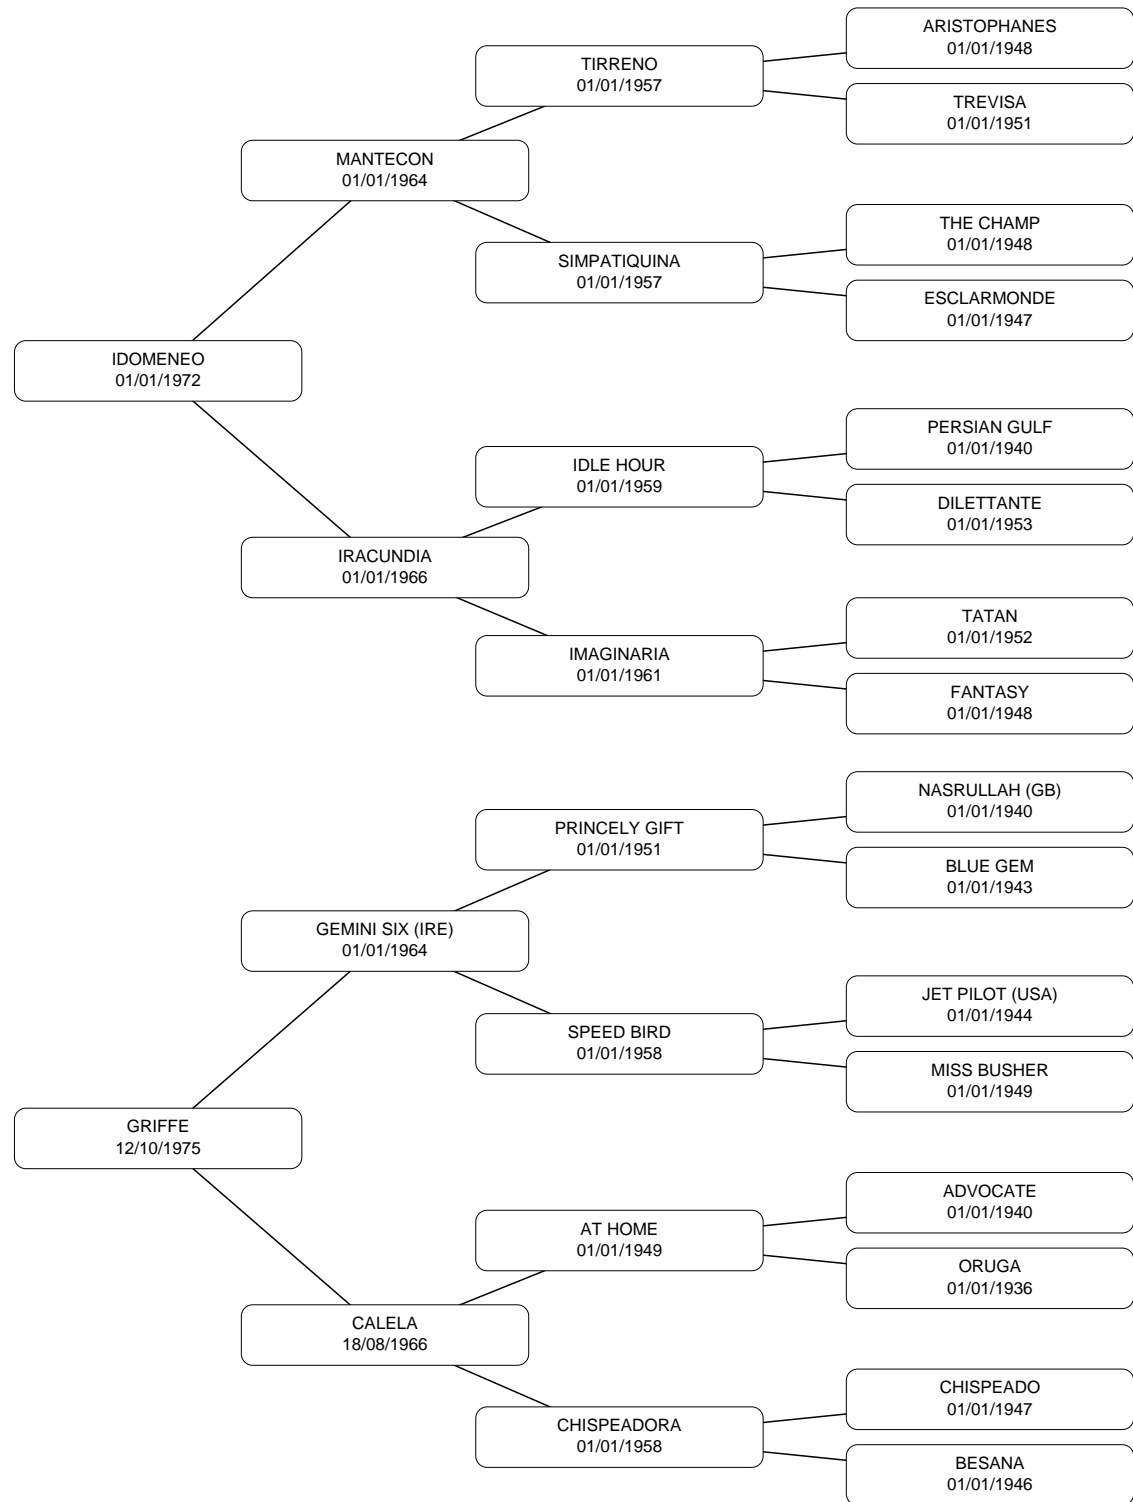 ARISTOPHANES
01/01/1948
TIRRENO
01/01/1957
TREVISA
01/01/1951
MANTECON
01/01/1964
THE CHAMP
01/01/1948
SIMPATIQUINA
01/01/1957
ESCLARMONDE
01/01/1947
IDOMENEO
01/01/1972
PERSIAN GULF
01/01/1940
IDLE HOUR
01/01/1959
DILETTANTE
01/01/1953
IRACUNDIA
01/01/1966
TATAN
01/01/1952
IMAGINARIA
01/01/1961
FANTASY
01/01/1948
NASRULLAH (GB)
01/01/1940
PRINCELY GIFT
01/01/1951
BLUE GEM
01/01/1943
GEMINI SIX (IRE)
01/01/1964
JET PILOT (USA)
01/01/1944
SPEED BIRD
01/01/1958
MISS BUSHER
01/01/1949
GRIFFE
12/10/1975
ADVOCATE
01/01/1940
AT HOME
01/01/1949
ORUGA
01/01/1936
CALELA
18/08/1966
CHISPEADO
01/01/1947
CHISPEADORA
01/01/1958
BESANA
01/01/1946